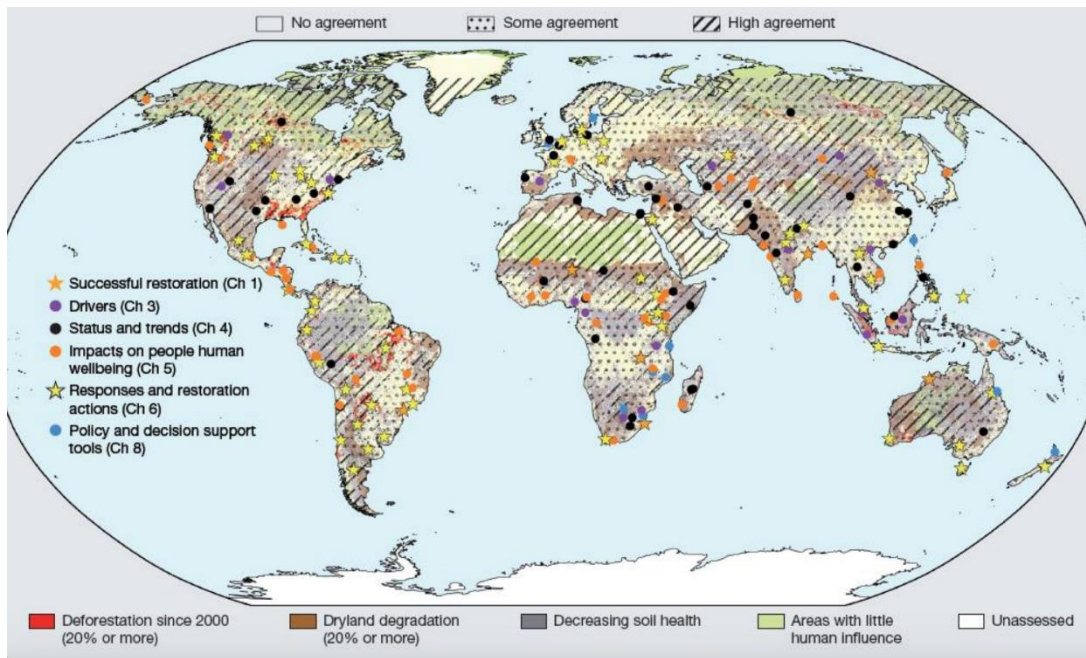 No agreement
Some agreement
High agreement
Successful restoration (Ch 1)
Drivers (Ch 3)
Status and trends (Ch 4)
Impacts on people human
wellbeing (Ch 5)
Responses and restoration
actions (Ch 6)
Policy and decision support
tools (Ch 8)
Deforestation since 2000
(20% or more)
Dryland degradation
(20% or more)
Decreasing soil health
Areas with little
human influence
Unassessed